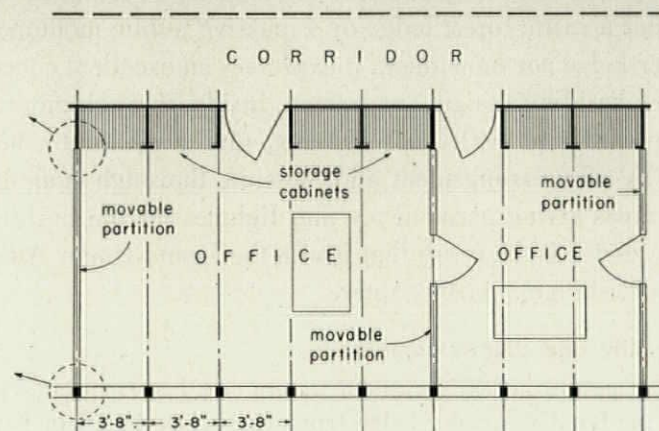 CORRIDOR
storage
cabinets
movable
partition
movable
partition
OFFICE
OFFICE
movable
partition
3'-8" 3'-8" 3'-8"